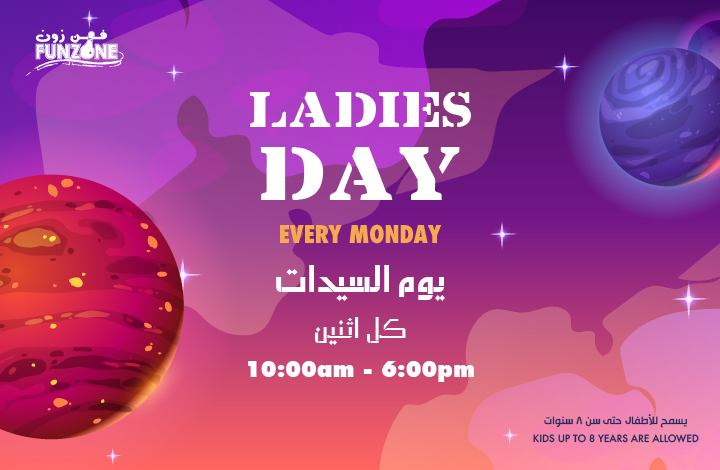 فن زون
FUNZONE
LADIES
DAY
EVERY MONDAY
يوم السيدات
كل اثنين
10:00am - 6:00pm
يسمح للأطفال حتى سن ٨ سنوات
KIDS UP TO 8 YEARS ARE ALLOWED